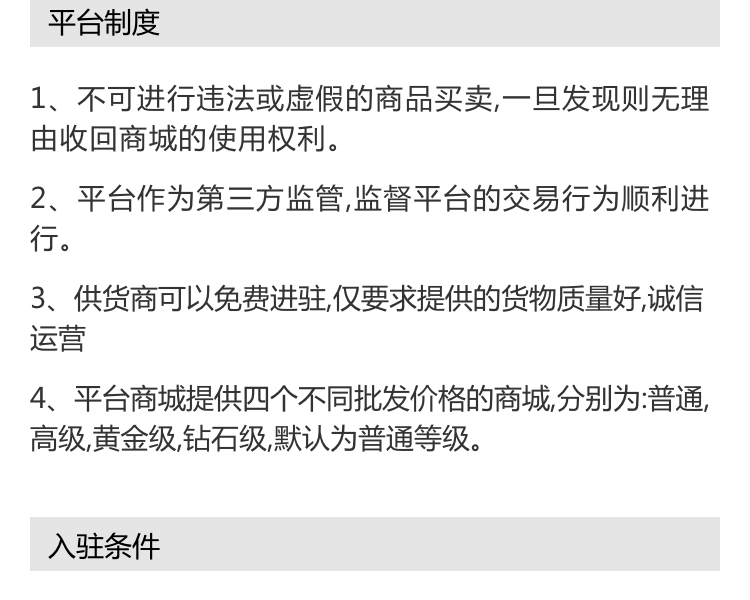 平台制度
1、不可进行违法或虚假的商品买卖,一旦发现则无理
由收回商城的使用权利。
2、平台作为第三方监管,监督平台的交易行为顺利进
行。
3、供货商可以免费进驻,仅要求提供的货物质量好,诚信
运营
4、平台商城提供四个不同批发价格的商城,分别为:普通,
高级,黄金级,钻石级,默认为普通等级。
入驻条件